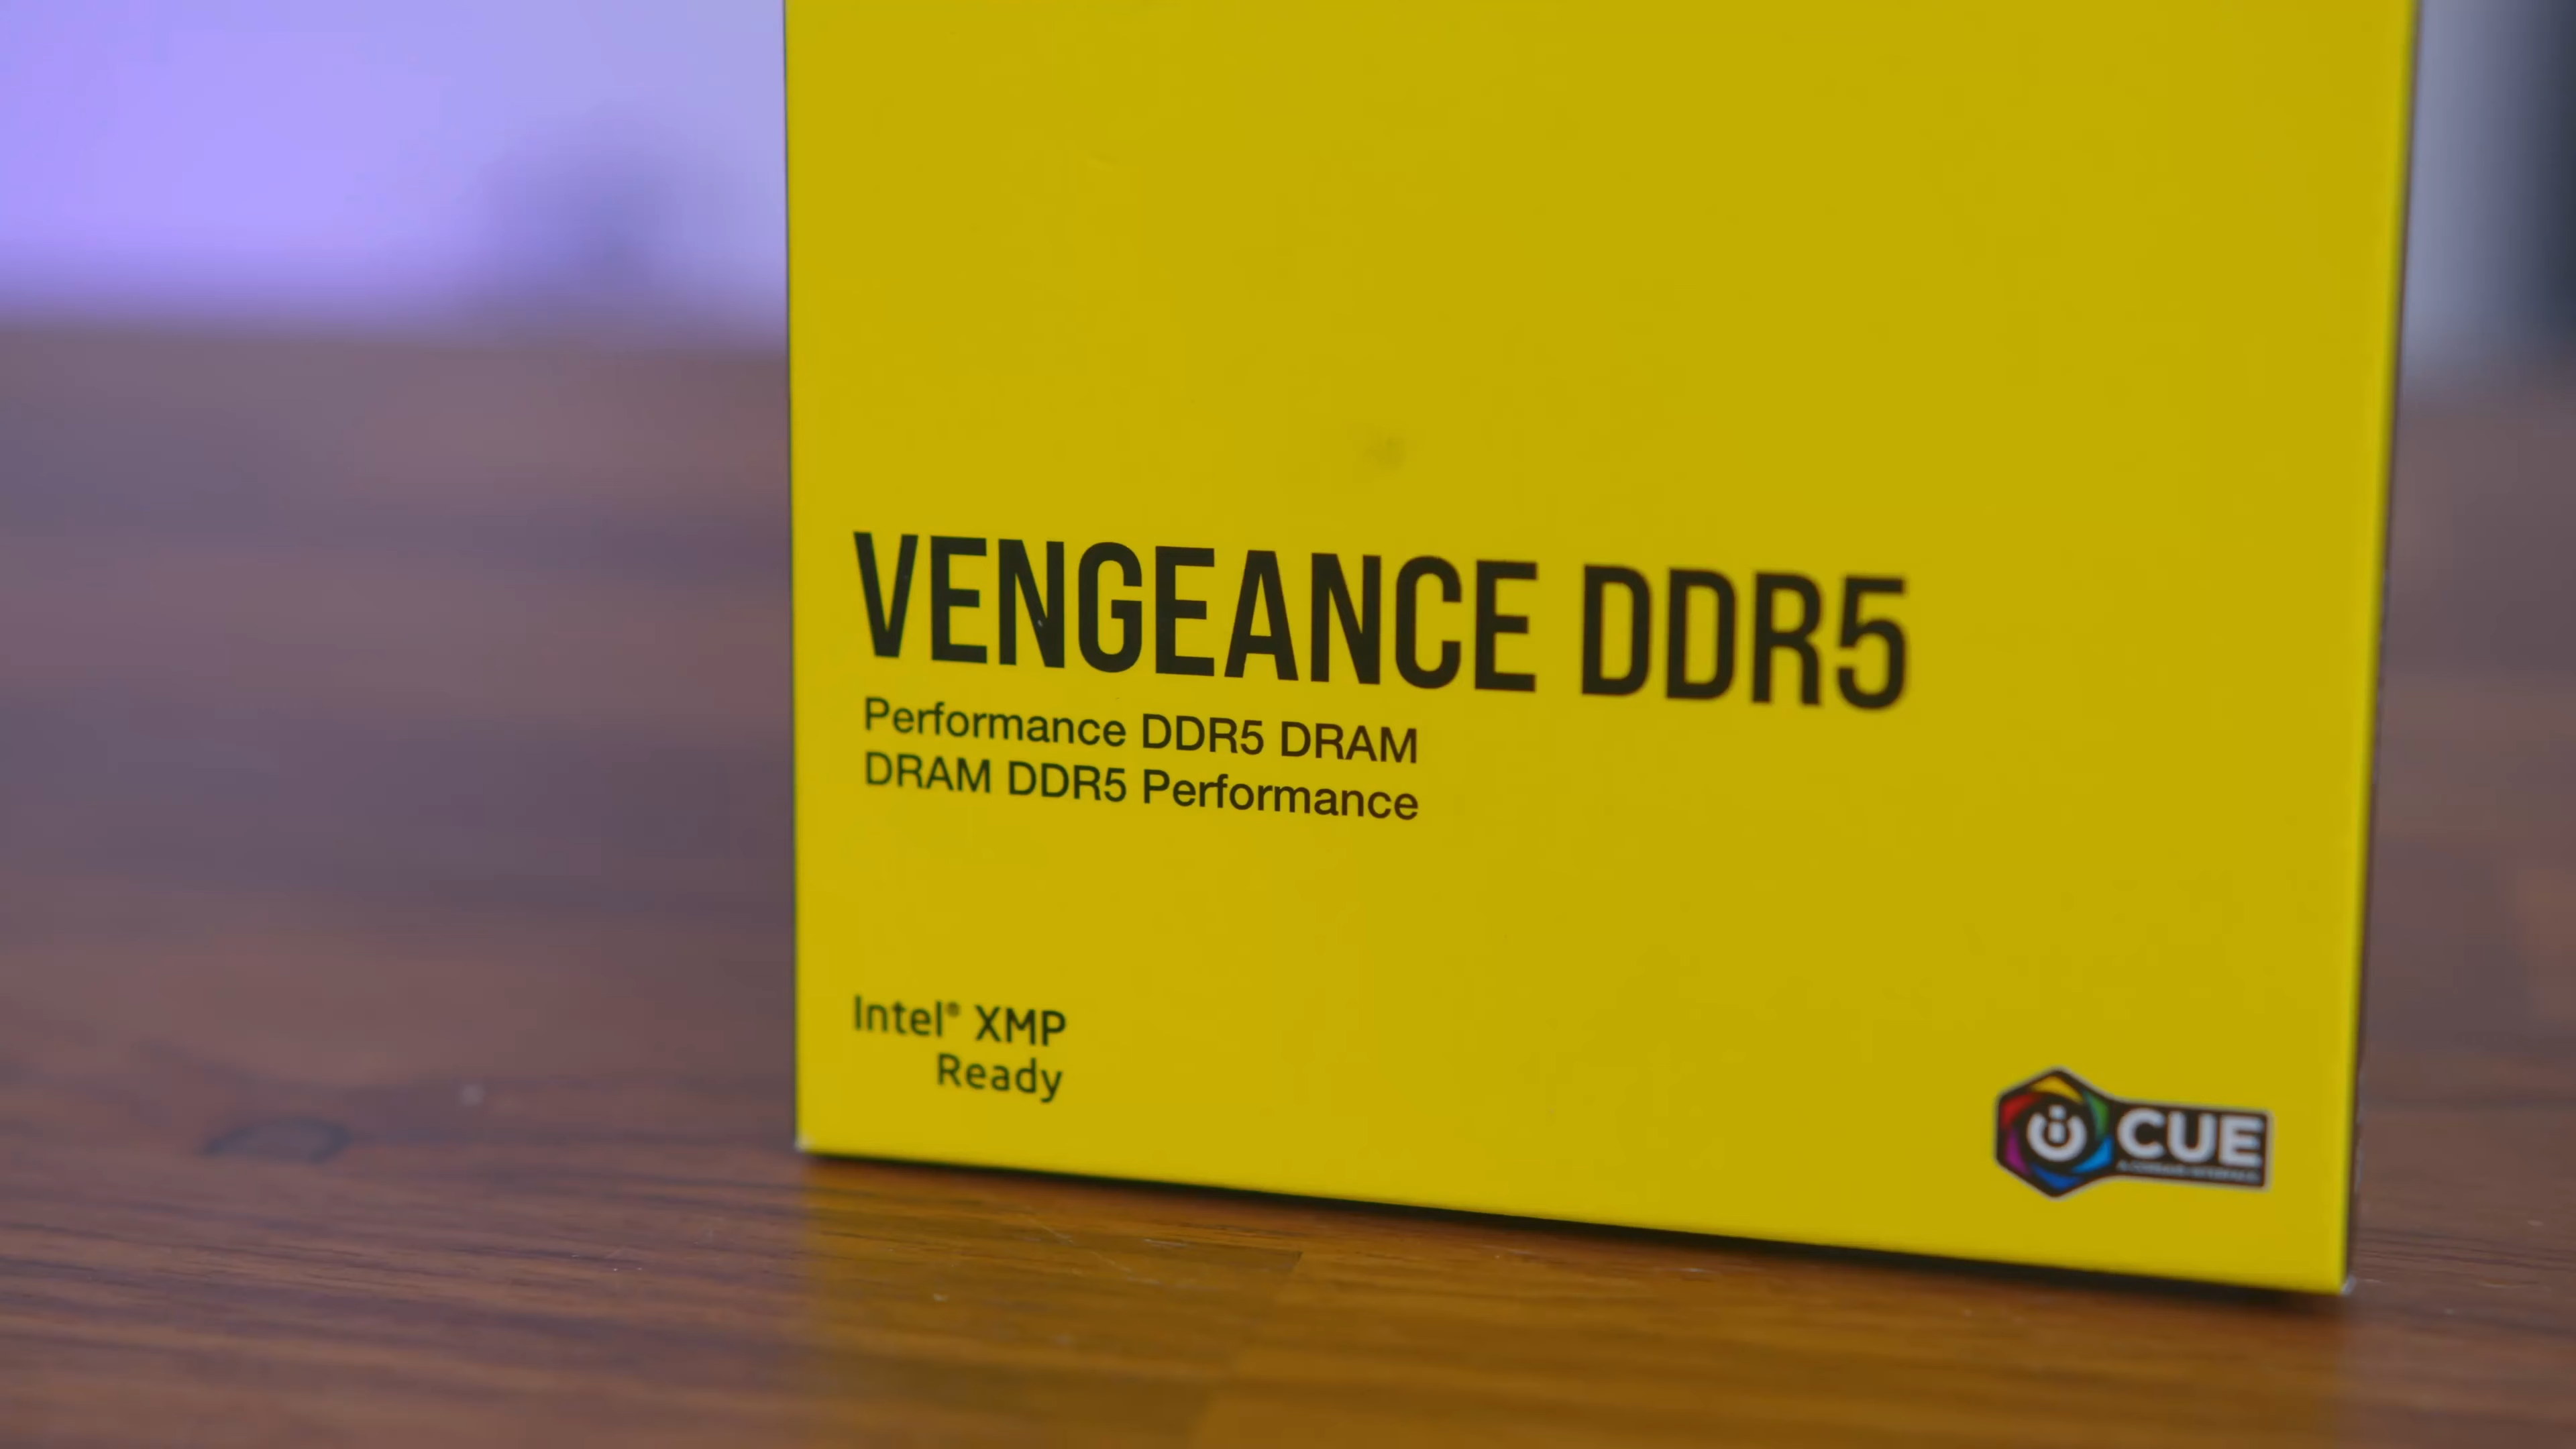 VENGEANCE DDR5
Performance DDR5 DRAM
DRAM DDR5 Performance
Intel® XMP
Ready
CUE